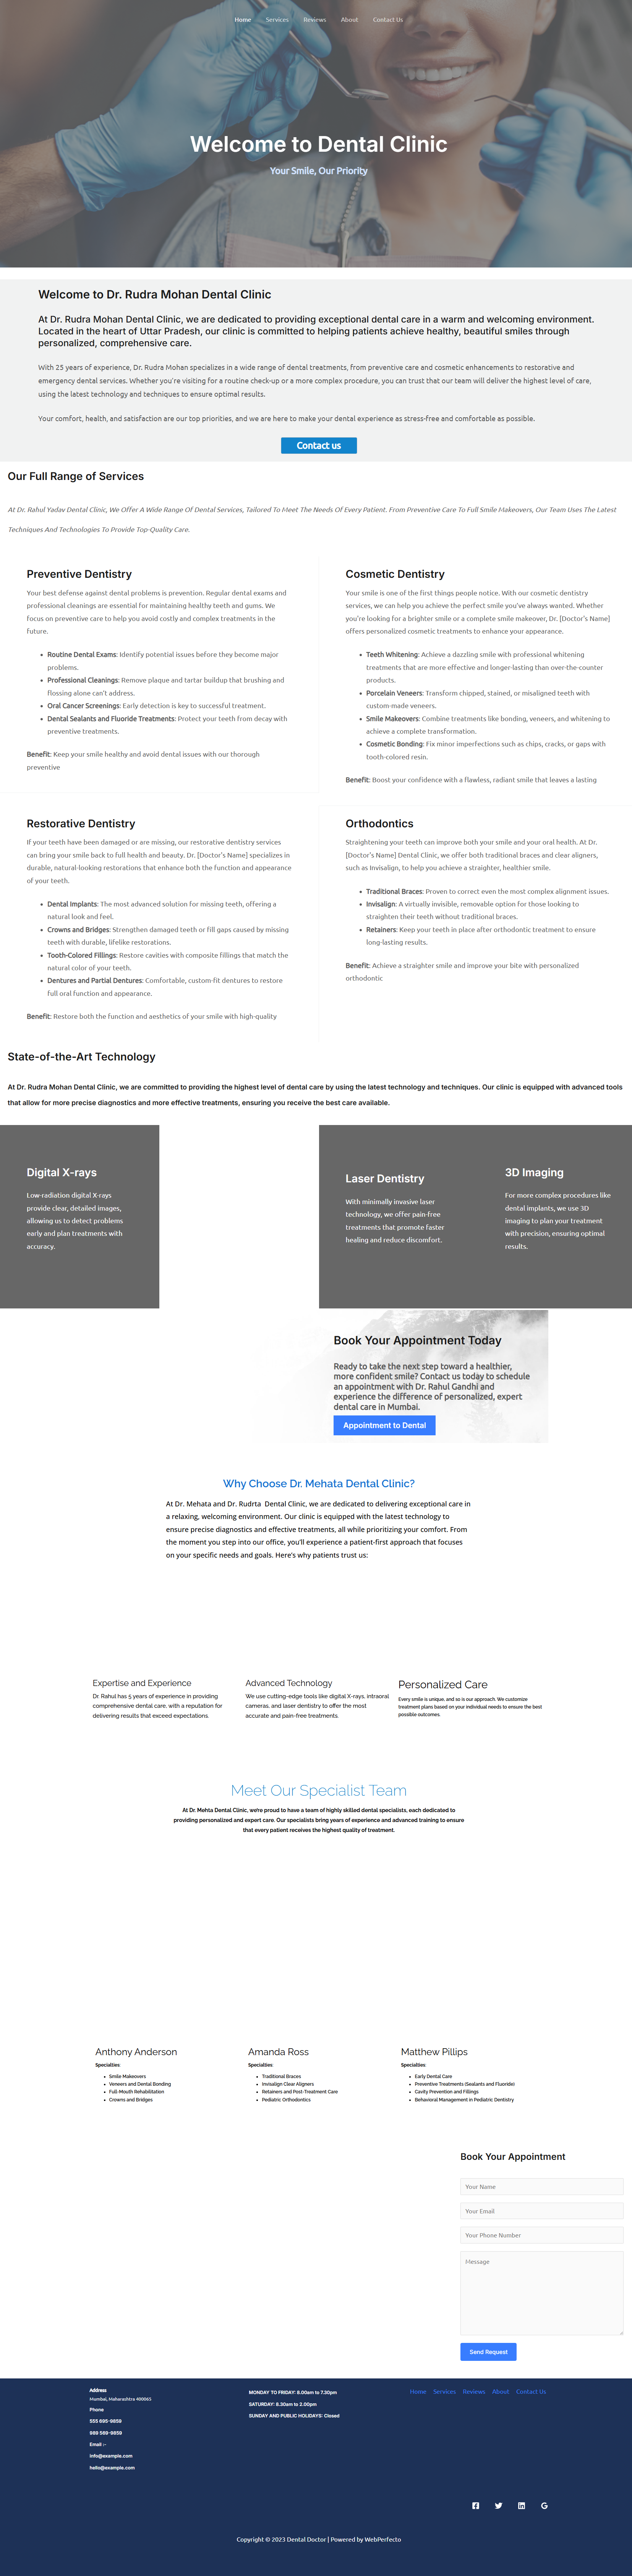 Home Services Reviews About Contact Us
Welcome to Dental Clinic
Your Smile, Our Priority
Welcome to Dr. Rudra Mohan Dental Clinic
At Dr. Rudra Mohan Dental Clinic, we are dedicated to providing exceptional dental care in a warm and welcoming environment.
Located in the heart of Uttar Pradesh, our clinic is committed to helping patients achieve healthy, beautiful smiles through
personalized, comprehensive care.
With 25 years of experience, Dr. Rudra Mohan specializes in a wide range of dental treatments, from preventive care and cosmetic enhancements to restorative and
emergency dental services. Whether you're visiting for a routine check-up or a more complex procedure, you can trust that our team will deliver the highest level of care,
using the latest technology and techniques to ensure optimal results.
Your comfort, health, and satisfaction are our top priorities, and we are here to make your dental experience as stress-free and comfortable as possible.
Contact us
Our Full Range of Services
At Dr. Rahul Yadav Dental Clinic, We Offer A Wide Range Of Dental Services, Tailored To Meet The Needs Of Every Patient. From Preventive Care To Full Smile Makeovers, Our Team Uses The Latest
Techniques And Technologies To Provide Top-Quality Care.
Preventive Dentistry
Your best defense against dental problems is prevention. Regular dental exams and
professional cleanings are essential for maintaining healthy teeth and gums. We
focus on preventive care to help you avoid costly and complex treatments in the
future.
• Routine Dental Exams: Identify potential issues before they become major
problems.
• Professional Cleanings: Remove plaque and tartar buildup that brushing and
flossing alone can't address.
• Oral Cancer Screenings: Early detection is key to successful treatment.
• Dental Sealants and Fluoride Treatments: Protect your teeth from decay with
preventive treatments.
Benefit: Keep your smile healthy and avoid dental issues with our thorough
preventive
Cosmetic Dentistry
Your smile is one of the first things people notice. With our cosmetic dentistry
services, we can help you achieve the perfect smile you've always wanted. Whether
you're looking for a brighter smile or a complete smile makeover, Dr. [Doctor's Name]
offers personalized cosmetic treatments to enhance your appearance.
• Teeth Whitening: Achieve a dazzling smile with professional whitening
treatments that are more effective and longer-lasting than over-the-counter
products.
• Porcelain Veneers: Transform chipped, stained, or misaligned teeth with
custom-made veneers.
• Smile Makeovers: Combine treatments like bonding, veneers, and whitening to
achieve a complete transformation.
• Cosmetic Bonding: Fix minor imperfections such as chips, cracks, or gaps with
tooth-colored resin.
Benefit: Boost your confidence with a flawless, radiant smile that leaves a lasting
Restorative Dentistry
If your teeth have been damaged or are missing, our restorative dentistry services
can bring your smile back to full health and beauty. Dr. [Doctor's Name] specializes in
durable, natural-looking restorations that enhance both the function and appearance
of your teeth.
• Dental Implants: The most advanced solution for missing teeth, offering a
natural look and feel.
• Crowns and Bridges: Strengthen damaged teeth or fill gaps caused by missing
teeth with durable, lifelike restorations.
• Tooth-Colored Fillings: Restore cavities with composite fillings that match the
natural color of your teeth.
• Dentures and Partial Dentures: Comfortable, custom-fit dentures to restore
full oral function and appearance.
Benefit: Restore both the function and aesthetics of your smile with high-quality
Orthodontics
Straightening your teeth can improve both your smile and your oral health. At Dr.
[Doctor's Name] Dental Clinic, we offer both traditional braces and clear aligners,
such as Invisalign, to help you achieve a straighter, healthier smile.
• Traditional Braces: Proven to correct even the most complex alignment issues.
• Invisalign: A virtually invisible, removable option for those looking to
straighten their teeth without traditional braces.
• Retainers: Keep your teeth in place after orthodontic treatment to ensure
long-lasting results.
Benefit: Achieve a straighter smile and improve your bite with personalized
orthodontic
State-of-the-Art Technology
At Dr. Rudra Mohan Dental Clinic, we are committed to providing the highest level of dental care by using the latest technology and techniques. Our clinic is equipped with advanced tools
that allow for more precise diagnostics and more effective treatments, ensuring you receive the best care available.
Digital X-rays
Low-radiation digital X-rays
provide clear, detailed images,
allowing us to detect problems
early and plan treatments with
accuracy.
Laser Dentistry
With minimally invasive laser
technology, we offer pain-free
treatments that promote faster
healing and reduce discomfort.
3D Imaging
For more complex procedures like
dental implants, we use 3D
imaging to plan your treatment
with precision, ensuring optimal
results.
Book Your Appointment Today
Ready to take the next step toward a healthier,
more confident smile? Contact us today to schedule
an appointment with Dr. Rahul Gandhi and
experience the difference of personalized, expert
dental care in Mumbai.
Appointment to Dental
Why Choose Dr. Mehata Dental Clinic?
At Dr. Mehata and Dr. Rudrta Dental Clinic, we are dedicated to delivering exceptional care in
a relaxing, welcoming environment. Our clinic is equipped with the latest technology to
ensure precise diagnostics and effective treatments, all while prioritizing your comfort. From
the moment you step into our office, you'll experience a patient-first approach that focuses
on your specific needs and goals. Here's why patients trust us:
Expertise and Experience
Dr. Rahul has 5 years of experience in providing
comprehensive dental care, with a reputation for
delivering results that exceed expectations.
Advanced Technology
We use cutting-edge tools like digital X-rays, intraoral
cameras, and laser dentistry to offer the most
accurate and pain-free treatments.
Personalized Care
Every smile is unique, and so is our approach. We customize
treatment plans based on your individual needs to ensure the best
possible outcomes.
Meet Our Specialist Team
At Dr. Mehta Dental Clinic, we're proud to have a team of highly skilled dental specialists, each dedicated to
providing personalized and expert care. Our specialists bring years of experience and advanced training to ensure
that every patient receives the highest quality of treatment.
Anthony Anderson
Specialties:
• Smile Makeovers
• Veneers and Dental Bonding
• Full-Mouth Rehabilitation
• Crowns and Bridges
Amanda Ross
Specialties:
• Traditional Braces
• Invisalign Clear Aligners
• Retainers and Post-Treatment Care
• Pediatric Orthodontics
Matthew Pillips
Specialties:
• Early Dental Care
• Preventive Treatments (Sealants and Fluoride)
• Cavity Prevention and Fillings
• Behavioral Management in Pediatric Dentistry
Book Your Appointment
Your Name
Your Email
Your Phone Number
Message
Send Request
Address
Mumbai, Maharashtra 400065
Phone
555 695-9859
989 569-9859
Email :-
info@example.com
hello@example.com
MONDAY TO FRIDAY: 8.00am to 7.30pm
SATURDAY: 8.30am to 2.00pm
SUNDAY AND PUBLIC HOLIDAYS: Closed
Home Services Reviews About Contact Us
Copyright © 2023 Dental Doctor | Powered by WebPerfecto